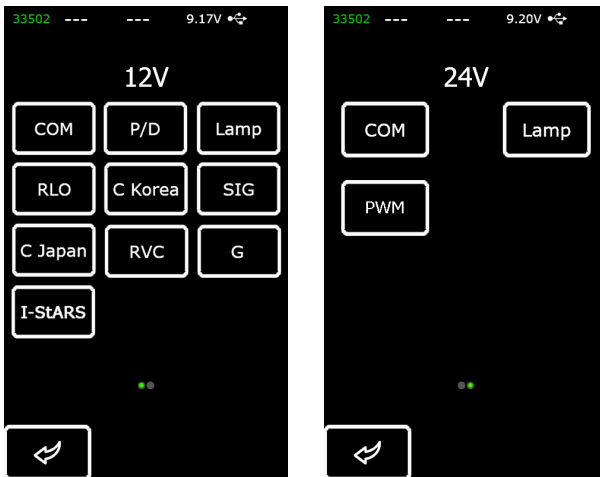 33502 --- --- 9.17V
12V
COM P/D Lamp
RLO C Korea SIG
C Japan RVC G
I-StARS
33502 --- --- 9.20V
24V
COM Lamp
PWM